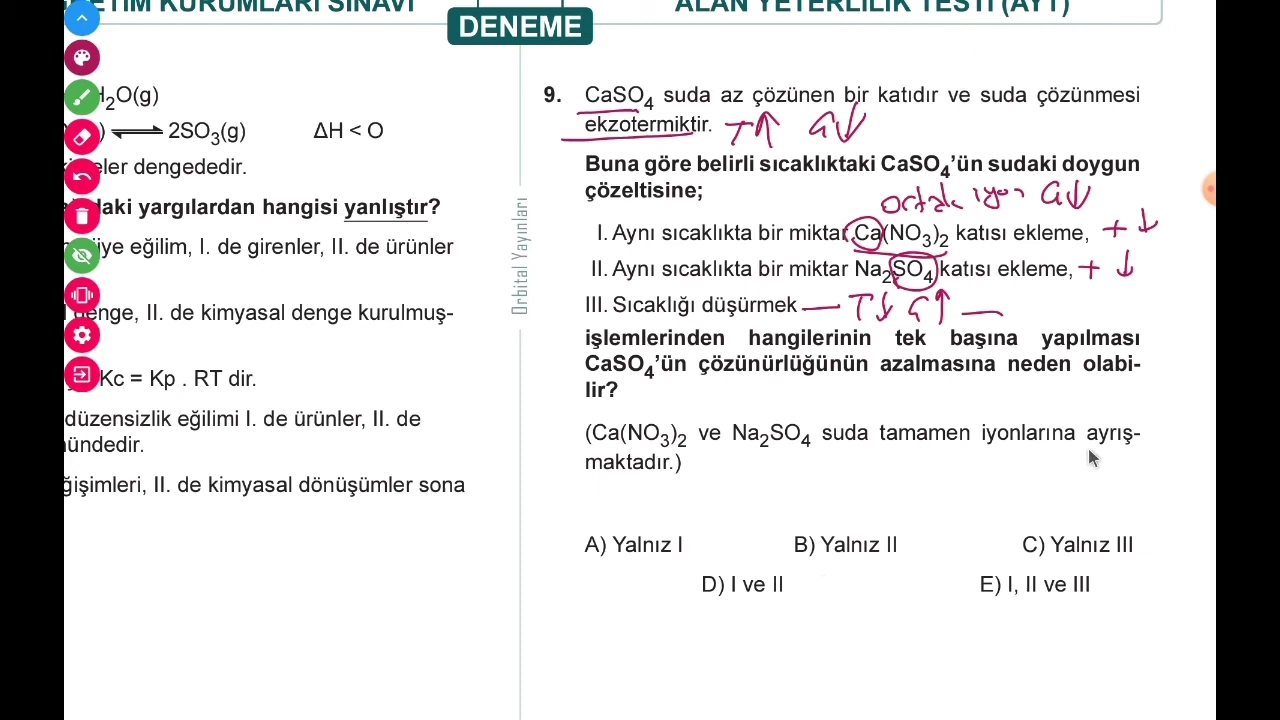 ETİM KURUMLARI SINAVI
DENEME
ALAN YETERLİLİK TESTİ (AYT)
H2O(g)
) ⇌ 2SO3(g) ΔH < O
eler dengededir.
daki yargılardan hangisi yanlıştır?
eğilim, I. de girenler, II. de ürünler
denge, II. de kimyasal denge kurulmuş-
Kc = Kp . RT dir.
düzensizlik eğilimi I. de ürünler, II. de
ündedir.
ğişimleri, II. de kimyasal dönüşümler sona
Orbital Yayınları
9. CaSO4 suda az çözünen bir katıdır ve suda çözünmesi
ekzotermiktir. T↑ Ç↓
Buna göre belirli sıcaklıktaki CaSO4'ün sudaki doygun
çözeltisine;
ortak iyon Ç↓
I. Aynı sıcaklıkta bir miktar Ca(NO3)2 katısı ekleme, + ↓
II. Aynı sıcaklıkta bir miktar Na2SO4 katısı ekleme, + ↓
III. Sıcaklığı düşürmek — T↓ Ç↑ —
işlemlerinden hangilerinin tek başına yapılması
CaSO4'ün çözünürlüğünün azalmasına neden olabi-
lir?
(Ca(NO3)2 ve Na2SO4 suda tamamen iyonlarına ayrış-
maktadır.)
A) Yalnız I B) Yalnız II C) Yalnız III
D) I ve II E) I, II ve III